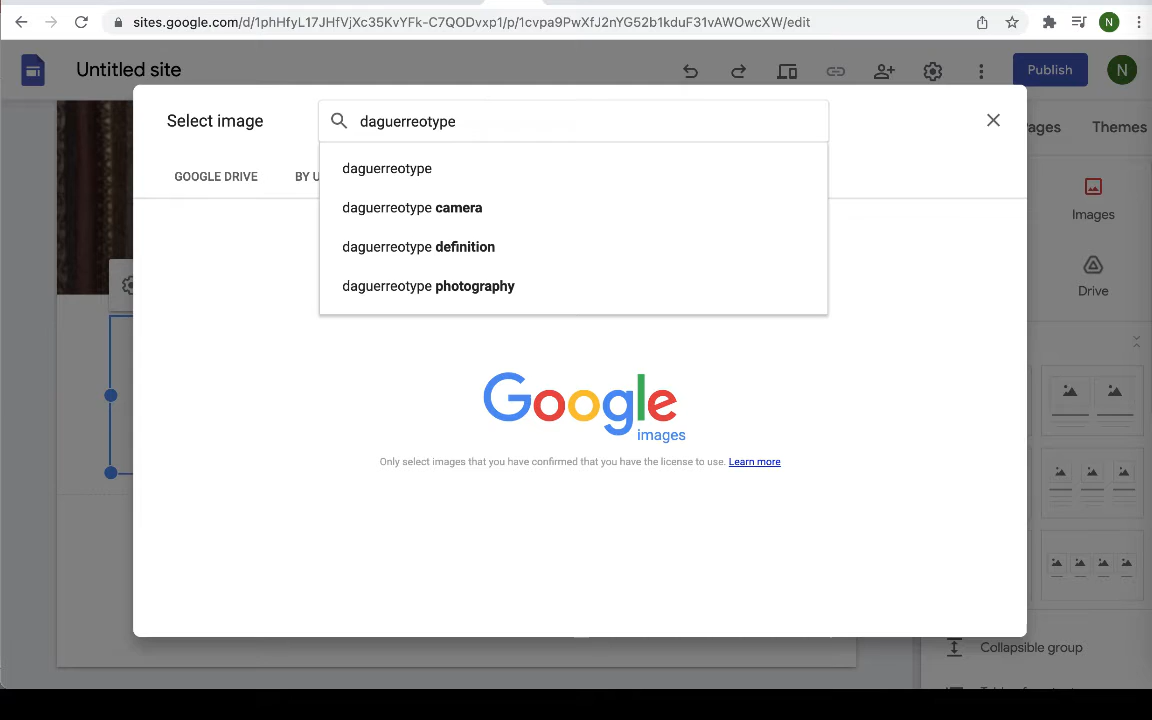 sites.google.com/d/1phHfyL17JHfVjXc35KvYFk-C7QODvxp1/p/1cvpa9PwXfJ2nYG52b1kduF31vAWOwcXW/edit
N
Untitled site
Publish
N
Select image
daguerreotype
ages
Themes
GOOGLE DRIVE
BY U
daguerreotype
daguerreotype camera
daguerreotype definition
daguerreotype photography
Images
Drive
Google
images
Only select images that you have confirmed that you have the license to use. Learn more
Collapsible group